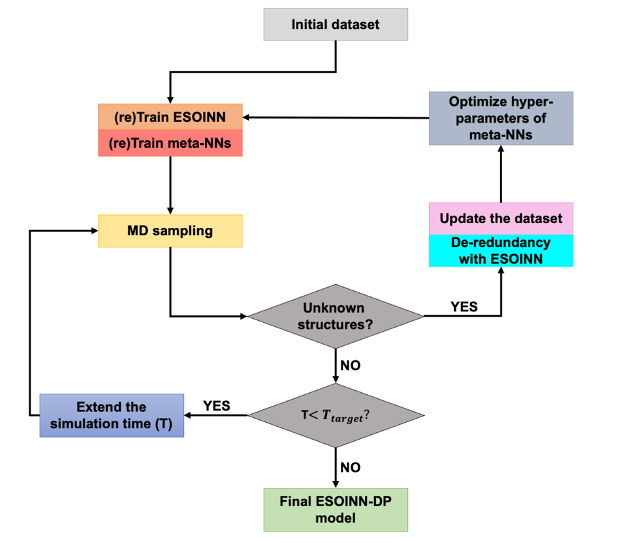 Initial dataset
(re)Train ESOINN
(re)Train meta-NNs
Optimize hyper-
parameters of
meta-NNs
MD sampling
Update the dataset
De-redundancy
with ESOINN
Unknown
structures?
YES
NO
Extend the
simulation time (T)
YES
T< T_target?
NO
Final ESOINN-DP
model